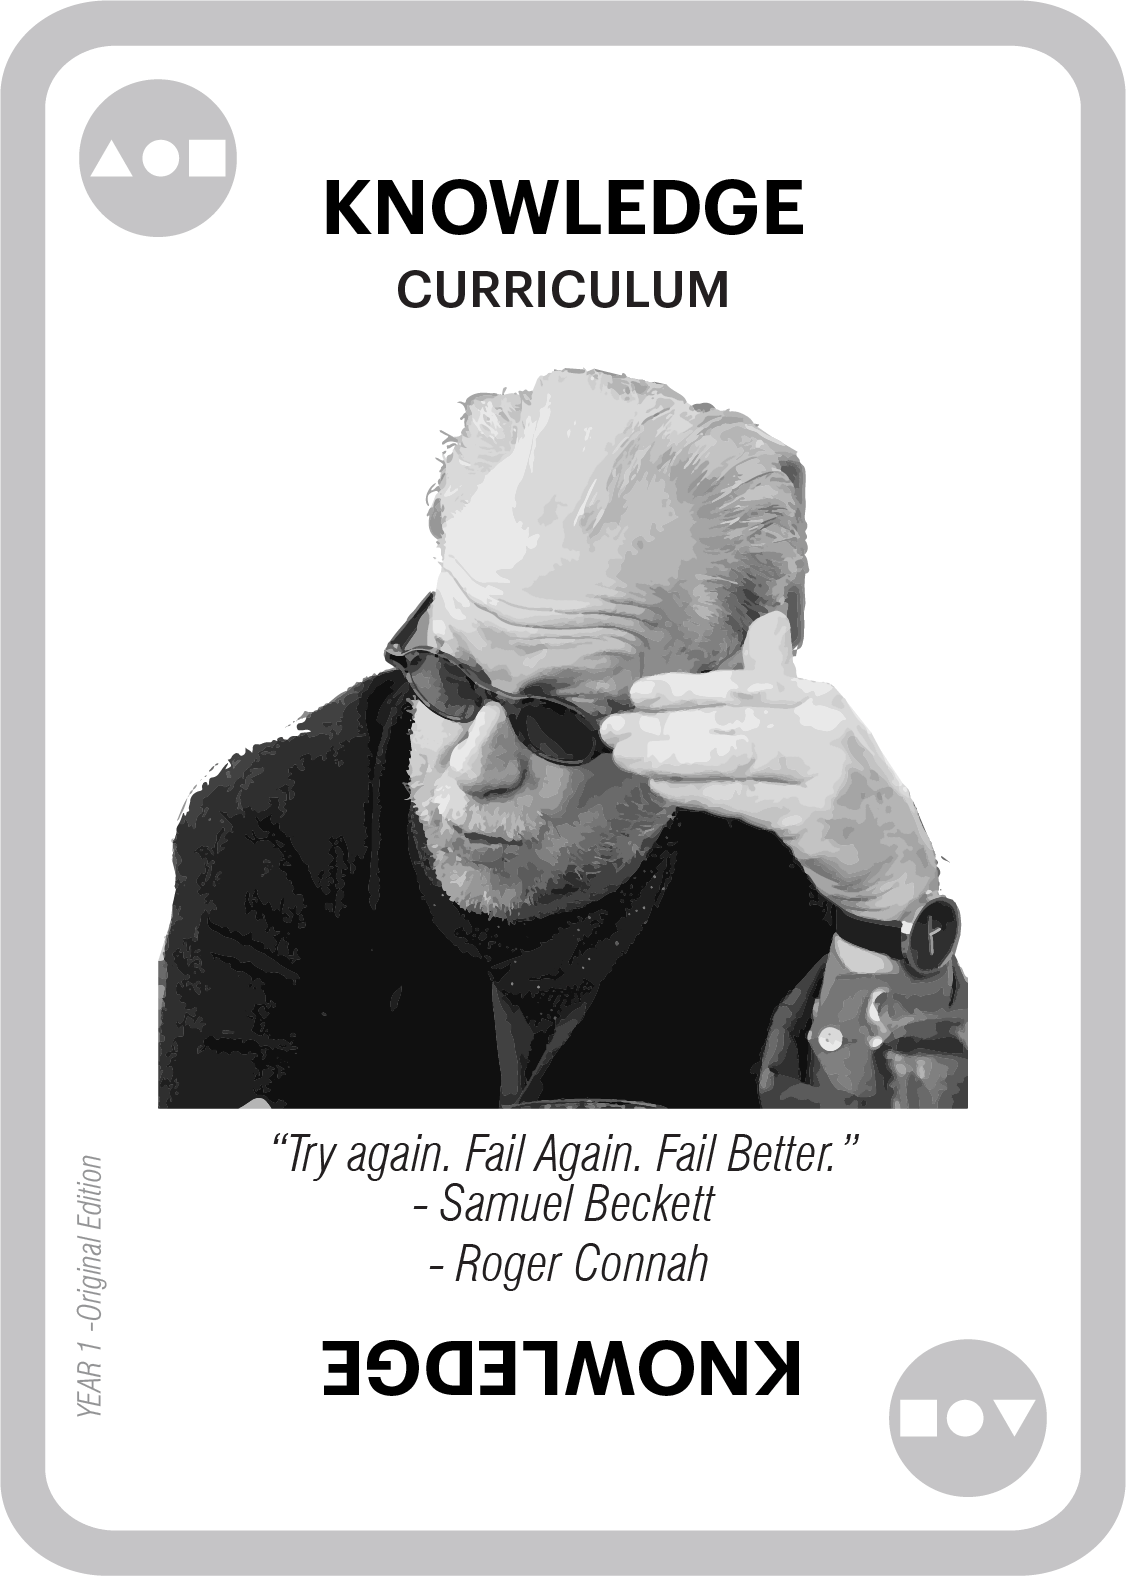 KNOWLEDGE
CURRICULUM
“Try again. Fail Again. Fail Better.”
- Samuel Beckett
- Roger Connah
YEAR 1 -Original Edition
KNOWLEDGE